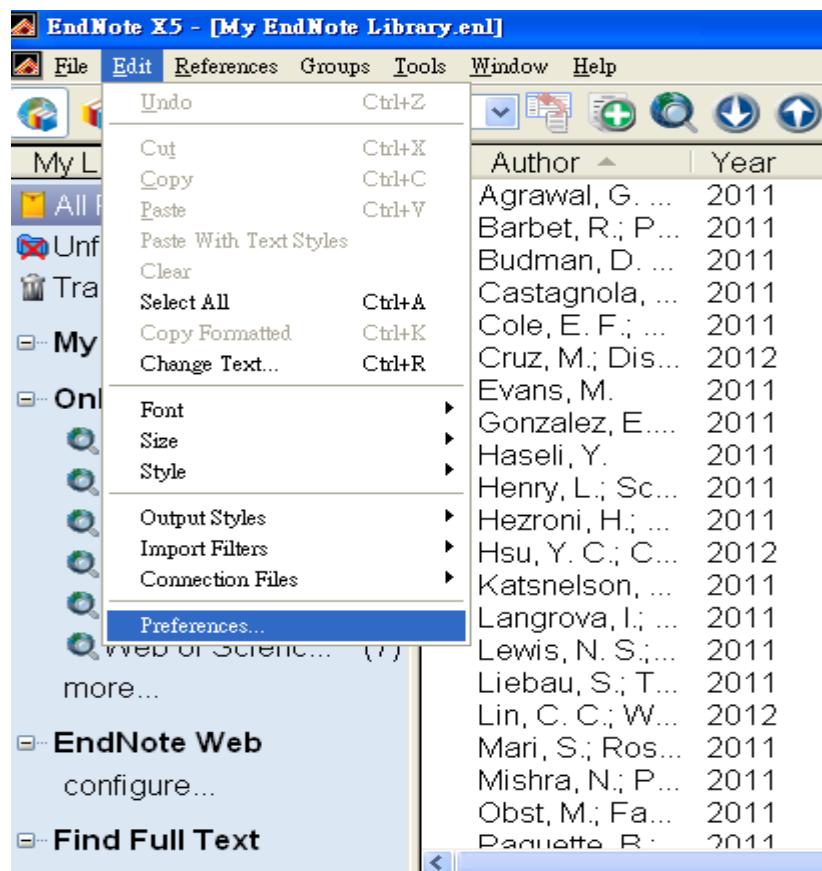 EndNote X5 - [My EndNote Library.enl]
File Edit References Groups Tools Window Help
Undo Ctrl+Z
Cut Ctrl+X
Copy Ctrl+C
Paste Ctrl+V
Paste With Text Styles
Clear
Select All Ctrl+A
Copy Formatted Ctrl+K
Change Text... Ctrl+R
Font
Size
Style
Output Styles
Import Filters
Connection Files
Preferences...
My L
All
Unf
Tra
My
Onl
Web of Scienc... (7)
more...
EndNote Web
configure...
Find Full Text
Author Year
Agrawal, G. ... 2011
Barbet, R.; P... 2011
Budman, D. ... 2011
Castagnola, ... 2011
Cole, E. F.; ... 2011
Cruz, M.; Dis... 2012
Evans, M. 2011
Gonzalez, E.... 2011
Haseli, Y. 2011
Henry, L.; Sc... 2011
Hezroni, H.; ... 2011
Hsu, Y. C.; C... 2012
Katsnelson, ... 2011
Langrova, I.; ... 2011
Lewis, N. S.;... 2011
Liebau, S.; T... 2011
Lin, C. C.; W... 2012
Mari, S.; Ros... 2011
Mishra, N.; P... 2011
Obst, M.; Fa... 2011
Paquette, B.; 2011